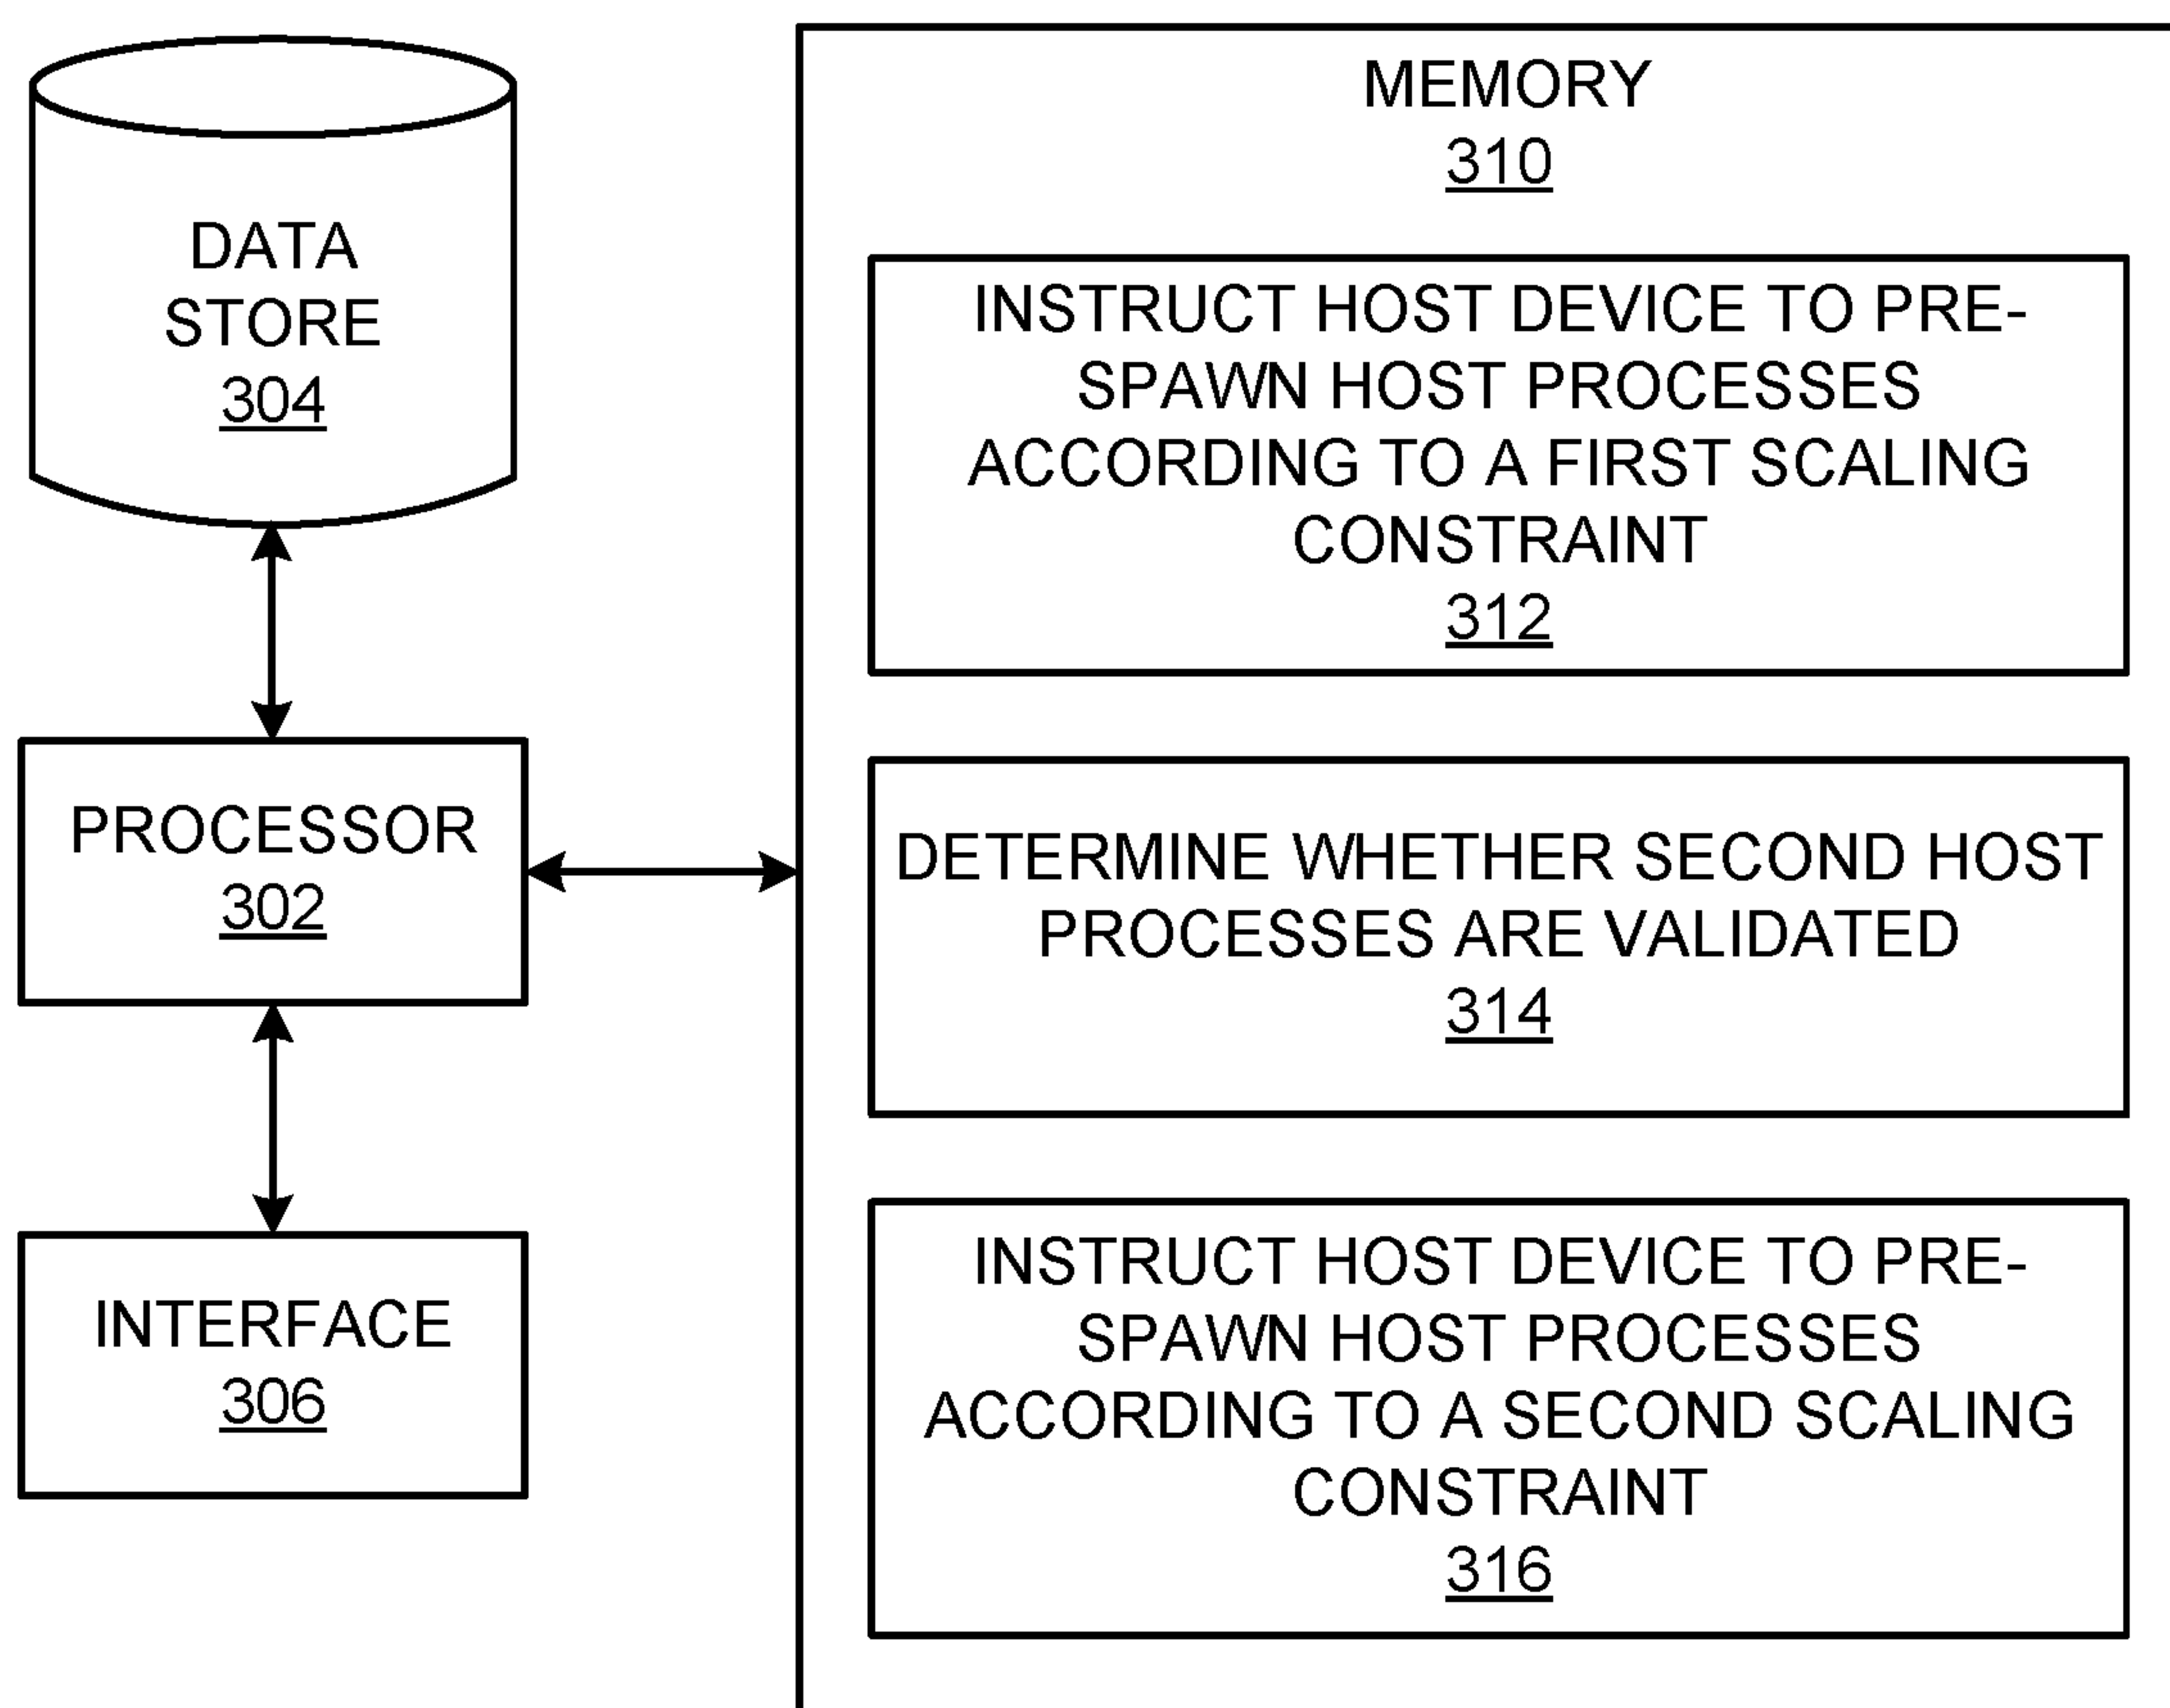 DATA
STORE
304
PROCESSOR
302
INTERFACE
306
MEMORY
310
INSTRUCT HOST DEVICE TO PRE-
SPAWN HOST PROCESSES
ACCORDING TO A FIRST SCALING
CONSTRAINT
312
DETERMINE WHETHER SECOND HOST
PROCESSES ARE VALIDATED
314
INSTRUCT HOST DEVICE TO PRE-
SPAWN HOST PROCESSES
ACCORDING TO A SECOND SCALING
CONSTRAINT
316